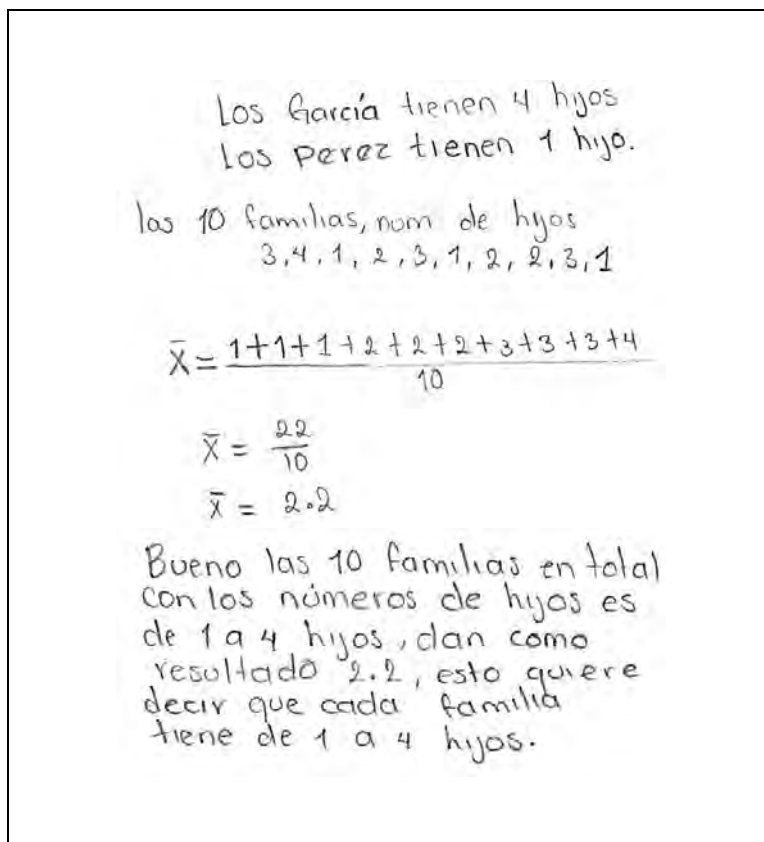 Los García tienen 4 hijos
Los perez tienen 1 hijo.
las 10 familias, num de hijos
3, 4, 1, 2, 3, 1, 2, 2, 3, 1
X̄ = 1+1+1+2+2+2+3+3+3+4
10
X̄ = 22
10
X̄ = 2.2
Bueno las 10 familias en total
con los números de hijos es
de 1 a 4 hijos, dan como
resultado 2.2, esto quiere
decir que cada familia
tiene de 1 a 4 hijos.